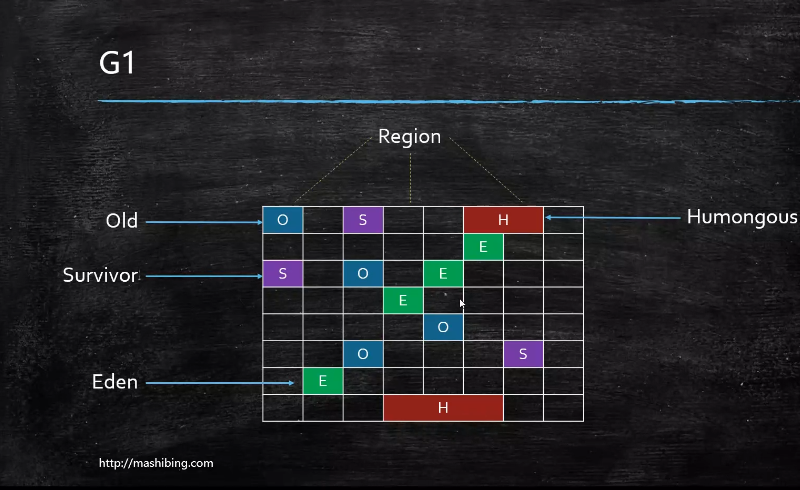 G1
Region
Old
O S H
Humongous
E
Survivor
S O E
E
O
O S
Eden
E
H
http://mashibing.com